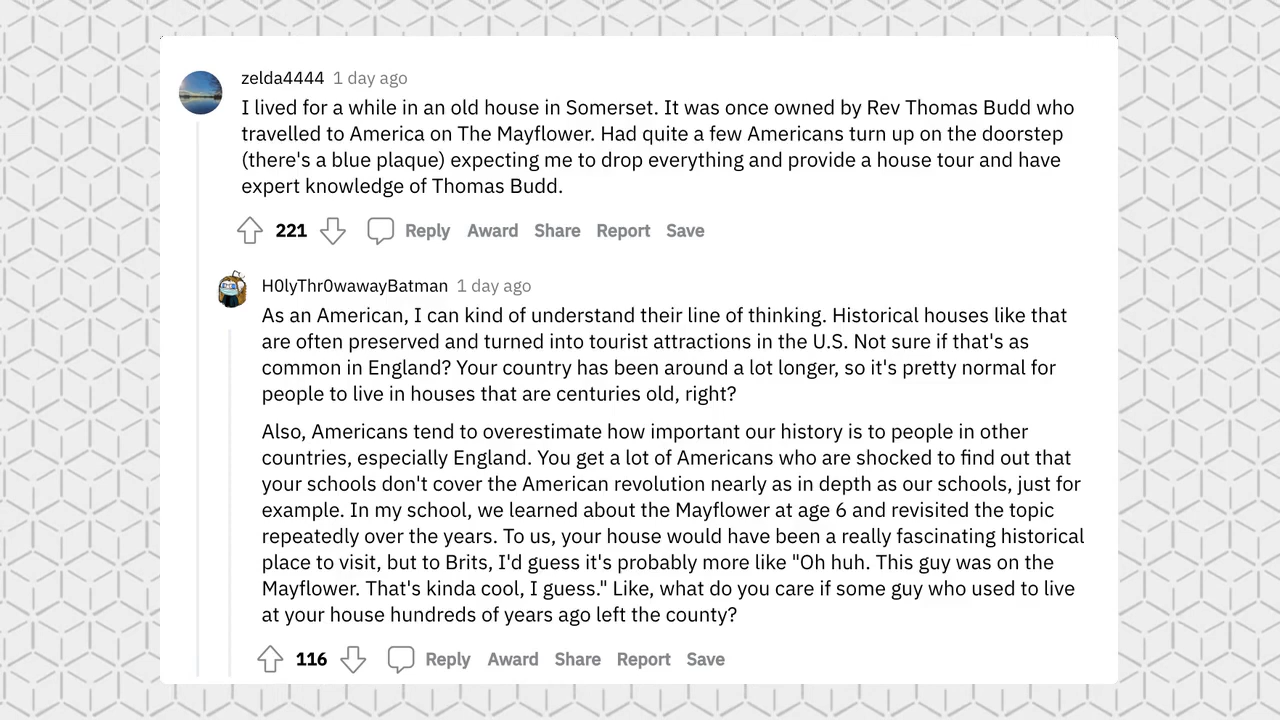 zelda4444 1 day ago
I lived for a while in an old house in Somerset. It was once owned by Rev Thomas Budd who
travelled to America on The Mayflower. Had quite a few Americans turn up on the doorstep
(there's a blue plaque) expecting me to drop everything and provide a house tour and have
expert knowledge of Thomas Budd.
221 Reply Award Share Report Save
H0lyThr0wawayBatman 1 day ago
As an American, I can kind of understand their line of thinking. Historical houses like that
are often preserved and turned into tourist attractions in the U.S. Not sure if that's as
common in England? Your country has been around a lot longer, so it's pretty normal for
people to live in houses that are centuries old, right?
Also, Americans tend to overestimate how important our history is to people in other
countries, especially England. You get a lot of Americans who are shocked to find out that
your schools don't cover the American revolution nearly as in depth as our schools, just for
example. In my school, we learned about the Mayflower at age 6 and revisited the topic
repeatedly over the years. To us, your house would have been a really fascinating historical
place to visit, but to Brits, I'd guess it's probably more like "Oh huh. This guy was on the
Mayflower. That's kinda cool, I guess." Like, what do you care if some guy who used to live
at your house hundreds of years ago left the county?
116 Reply Award Share Report Save